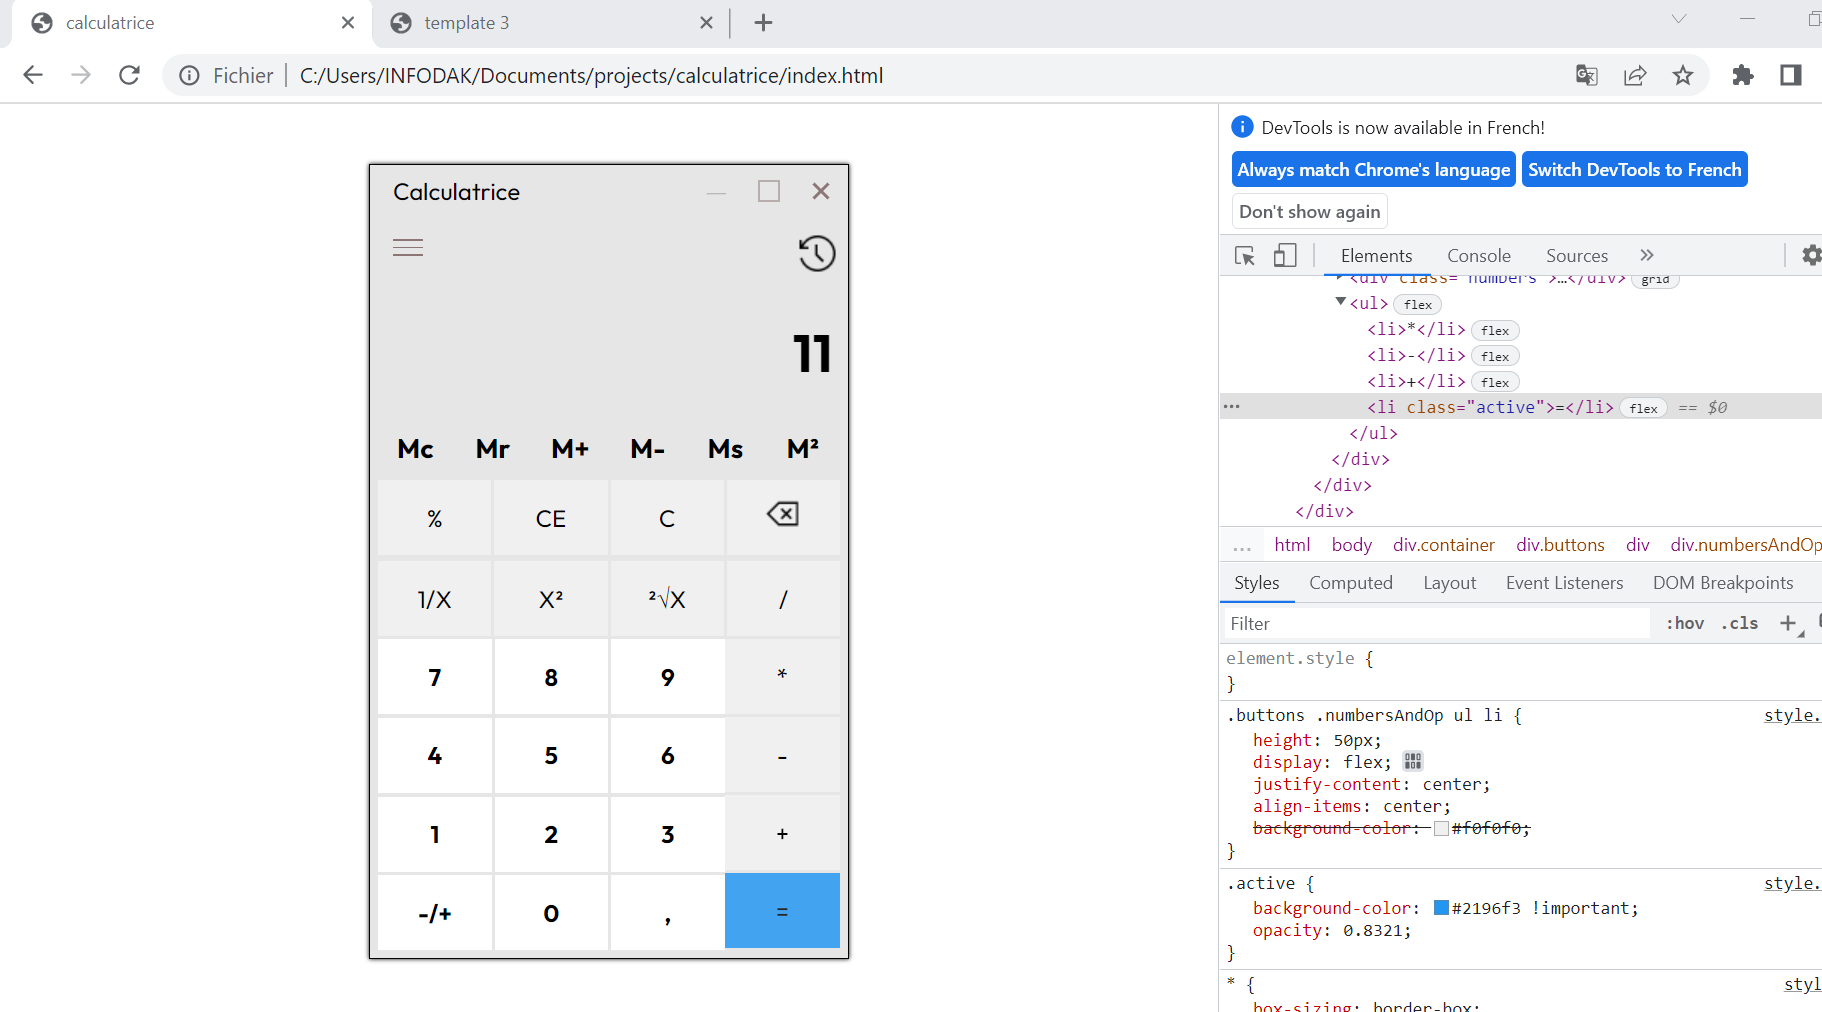 calculatrice
template 3
Fichier
C:/Users/INFODAK/Documents/projects/calculatrice/index.html
Calculatrice
11
Mc Mr M+ M- Ms M²
% CE C
1/X X² ²√X /
7 8 9 *
4 5 6 -
1 2 3 +
-/+ 0 , =
DevTools is now available in French!
Always match Chrome's language
Switch DevTools to French
Don't show again
Elements Console Sources »
<div class="numbers">…</div> grid
<ul> flex
<li>*</li> flex
<li>-</li> flex
<li>+</li> flex
… <li class="active">=</li> flex == $0
</ul>
</div>
</div>
</div>
… html body div.container div.buttons div div.numbersAndOp
Styles Computed Layout Event Listeners DOM Breakpoints
Filter :hov .cls +
element.style {
}
.buttons .numbersAndOp ul li { style.
height: 50px;
display: flex;
justify-content: center;
align-items: center;
background-color: #f0f0f0;
}
.active { style.
background-color: #2196f3 !important;
opacity: 0.8321;
}
* { styl
box-sizing: border-box;